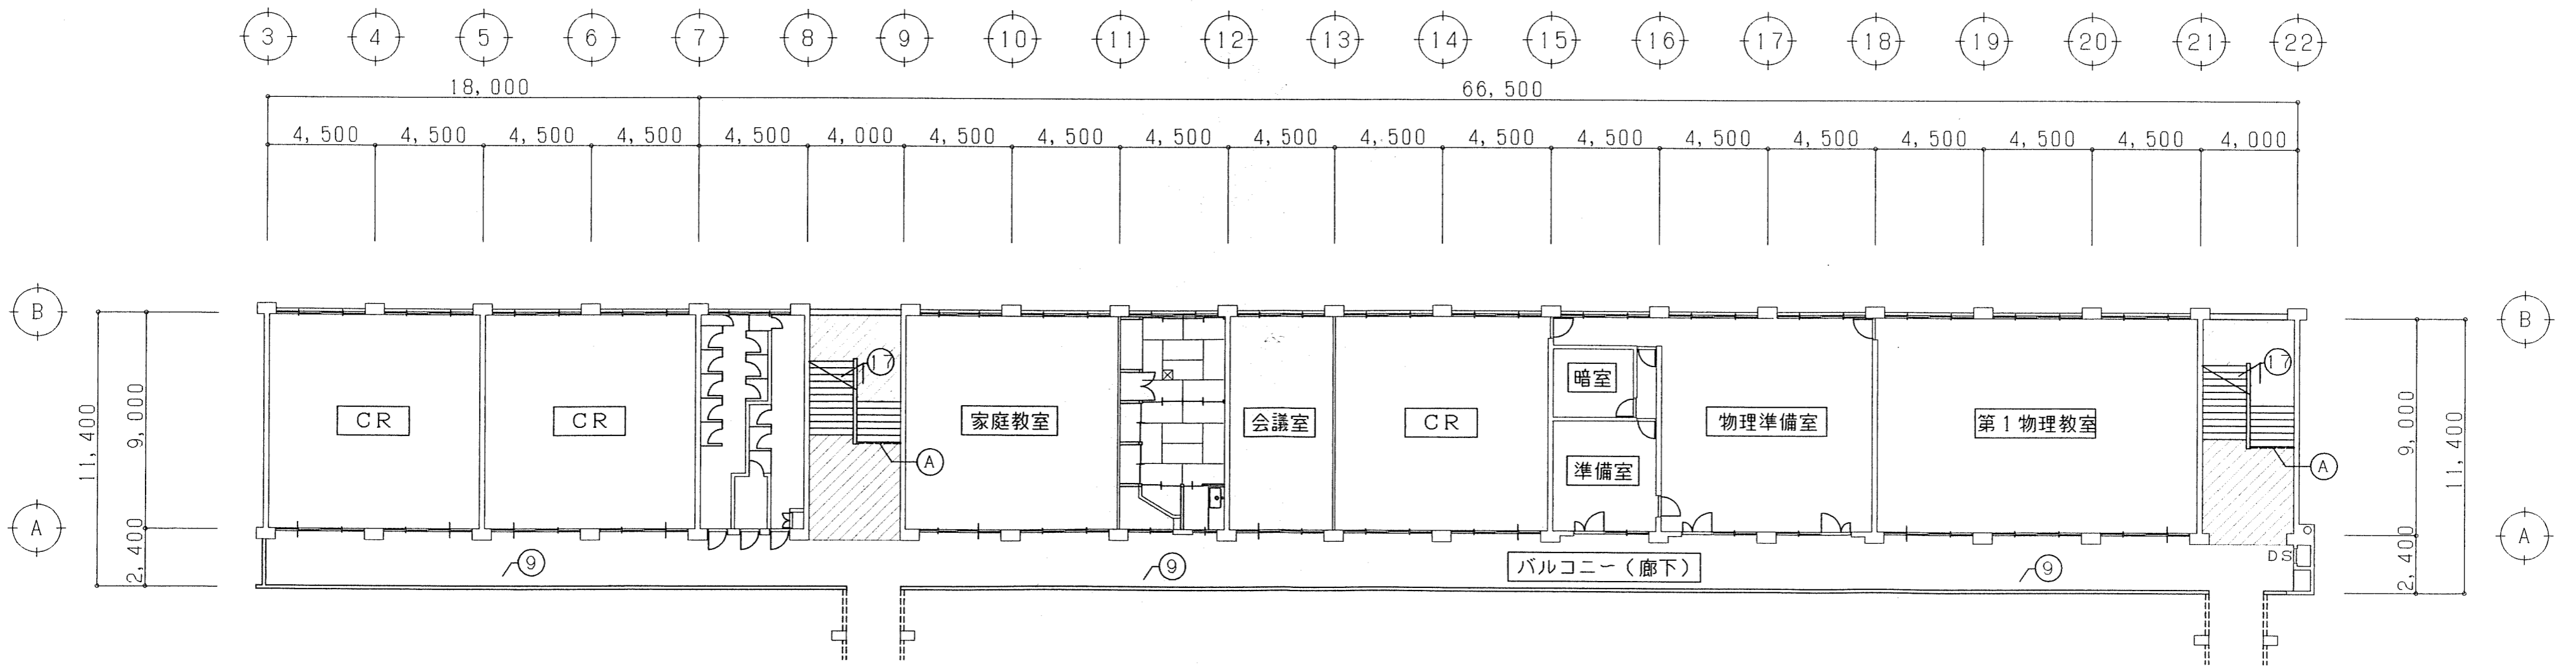 3 4 5 6 7 8 9 10 11 12 13 14 15 16 17 18 19 20 21 22
18,000 66,500
4,500 4,500 4,500 4,500 4,500 4,000 4,500 4,500 4,500 4,500 4,500 4,500 4,500 4,500 4,500 4,500 4,500 4,500 4,000
B B
17 17
暗室
11,400 9,000 9,000 11,400
CR CR 家庭教室 会議室 CR 物理準備室 第1物理教室
A A
準備室
A A
2,400 2,400
DS
9 9 バルコニー(廊下) 9